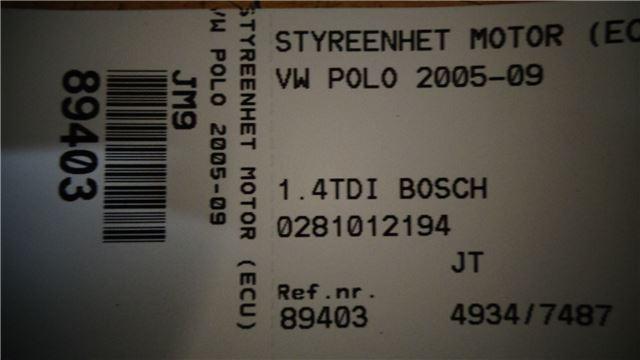 89403
JM9
VW POLO 2005-09
STYREENHET MOTOR (ECU)
STYREENHET MOTOR (EC
VW POLO 2005-09
1.4TDI BOSCH
0281012194
JT
Ref.nr.
89403 4934/7487